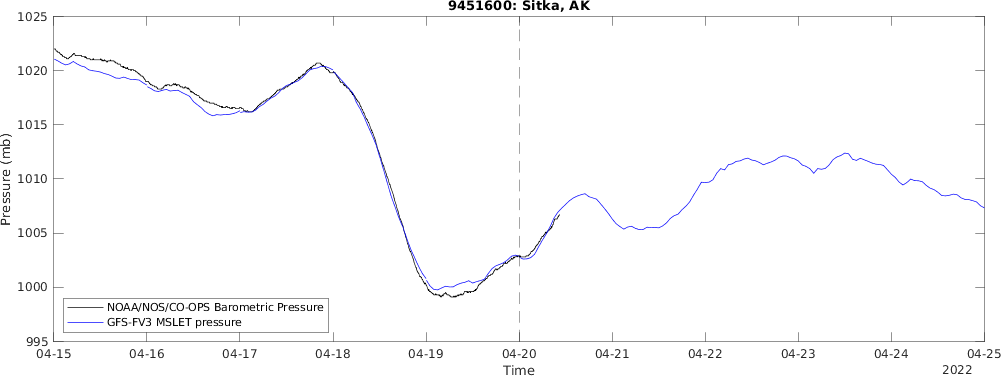 9451600: Sitka, AK
1025
1020
1015
1010
1005
1000
995
Pressure (mb)
NOAA/NOS/CO-OPS Barometric Pressure
GFS-FV3 MSLET pressure
04-15 04-16 04-17 04-18 04-19 04-20 04-21 04-22 04-23 04-24 04-25
Time
2022